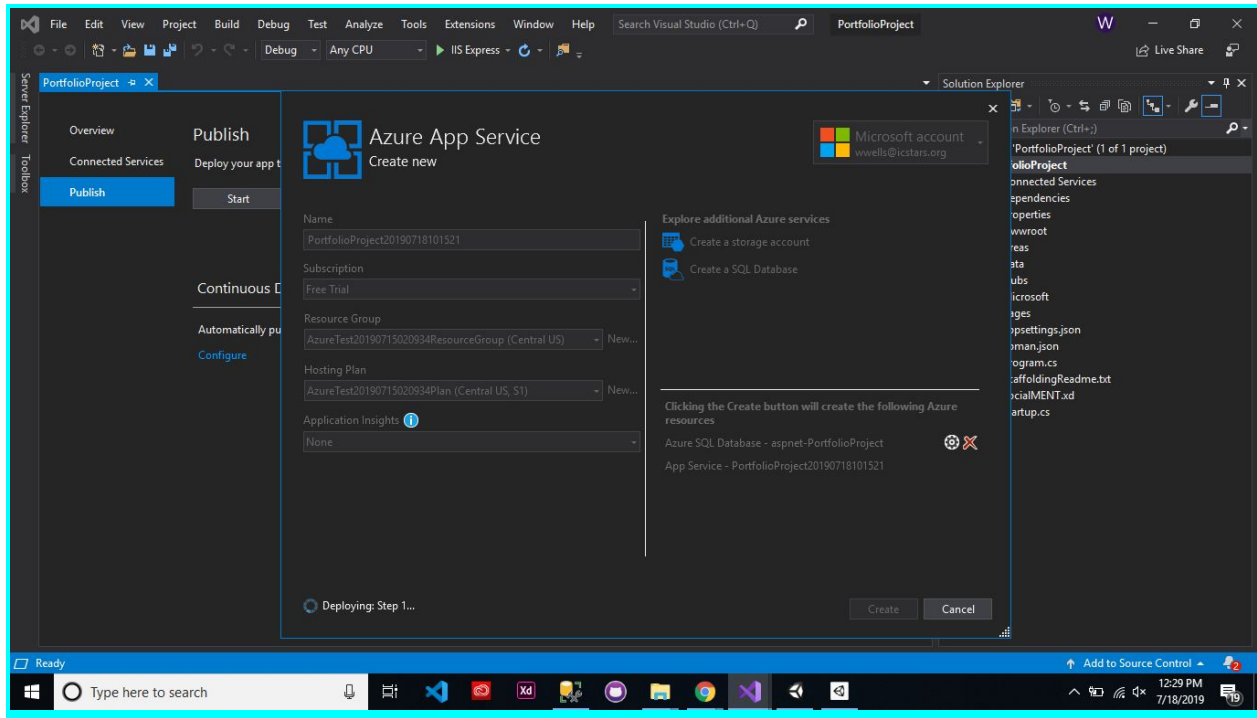 File Edit View Project Build Debug Test Analyze Tools Extensions Window Help Search Visual Studio (Ctrl+Q) PortfolioProject W
Debug Any CPU IIS Express Live Share
Server Explorer
Toolbox
PortfolioProject
Overview
Connected Services
Publish
Publish
Deploy your app t
Start
Continuous D
Automatically pu
Configure
Azure App Service
Create new
Microsoft account
wwells@icstars.org
Name
PortfolioProject20190718101521
Subscription
Free Trial
Resource Group
AzureTest20190715020934ResourceGroup (Central US) New...
Hosting Plan
AzureTest20190715020934Plan (Central US, S1) New...
Application Insights
None
Explore additional Azure services
Create a storage account
Create a SQL Database
Clicking the Create button will create the following Azure
resources
Azure SQL Database - aspnet-PortfolioProject
App Service - PortfolioProject20190718101521
Deploying: Step 1...
Create Cancel
Solution Explorer
n Explorer (Ctrl+;)
'PortfolioProject' (1 of 1 project)
folioProject
onnected Services
ependencies
operties
wwroot
reas
ata
ubs
icrosoft
ages
ppsettings.json
oman.json
ogram.cs
caffoldingReadme.txt
ocialMENT.xd
artup.cs
Ready Add to Source Control 2
Type here to search Xd 12:29 PM
7/18/2019 19